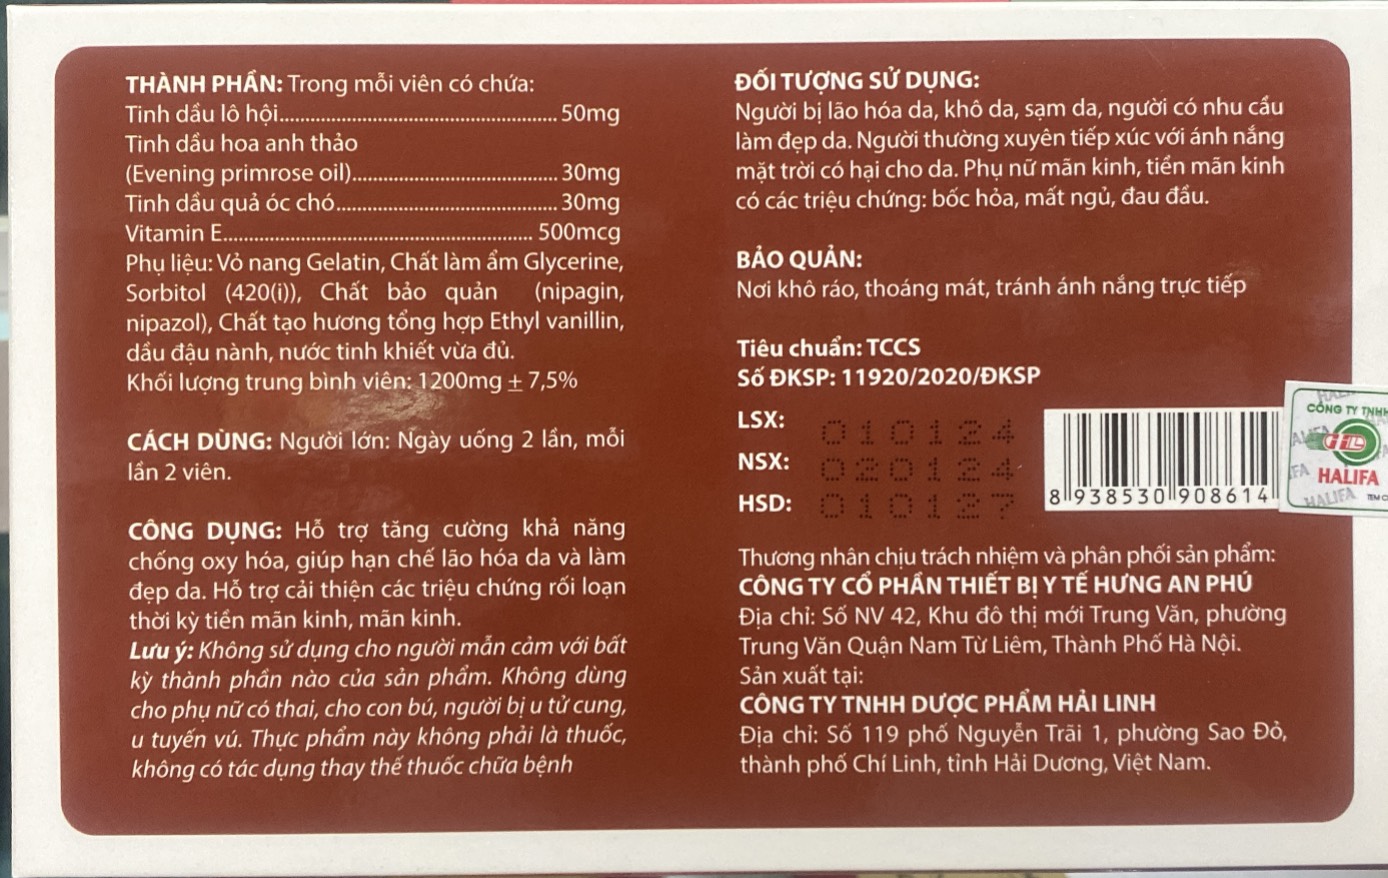 THÀNH PHẦN: Trong mỗi viên có chứa:
Tinh dầu lô hội.................................................. 50mg
Tinh dầu hoa anh thảo
(Evening primrose oil).................................... 30mg
Tinh dầu quả óc chó....................................... 30mg
Vitamin E...................................................... 500mcg
Phụ liệu: Vỏ nang Gelatin, Chất làm ẩm Glycerine,
Sorbitol (420(i)), Chất bảo quản (nipagin,
nipazol), Chất tạo hương tổng hợp Ethyl vanillin,
dầu đậu nành, nước tinh khiết vừa đủ.
Khối lượng trung bình viên: 1200mg ± 7,5%
CÁCH DÙNG: Người lớn: Ngày uống 2 lần, mỗi
lần 2 viên.
CÔNG DỤNG: Hỗ trợ tăng cường khả năng
chống oxy hóa, giúp hạn chế lão hóa da và làm
đẹp da. Hỗ trợ cải thiện các triệu chứng rối loạn
thời kỳ tiền mãn kinh, mãn kinh.
Lưu ý: Không sử dụng cho người mẫn cảm với bất
kỳ thành phần nào của sản phẩm. Không dùng
cho phụ nữ có thai, cho con bú, người bị u tử cung,
u tuyến vú. Thực phẩm này không phải là thuốc,
không có tác dụng thay thế thuốc chữa bệnh
ĐỐI TƯỢNG SỬ DỤNG:
Người bị lão hóa da, khô da, sạm da, người có nhu cầu
làm đẹp da. Người thường xuyên tiếp xúc với ánh nắng
mặt trời có hại cho da. Phụ nữ mãn kinh, tiền mãn kinh
có các triệu chứng: bốc hỏa, mất ngủ, đau đầu.
BẢO QUẢN:
Nơi khô ráo, thoáng mát, tránh ánh nắng trực tiếp
Tiêu chuẩn: TCCS
Số ĐKSP: 11920/2020/ĐKSP
LSX: 010124
NSX: 020124
HSD: 010127
8 938530 908614
CÔNG TY TNHH
HALIFA
Thương nhân chịu trách nhiệm và phân phối sản phẩm:
CÔNG TY CỔ PHẦN THIẾT BỊ Y TẾ HƯNG AN PHÚ
Địa chỉ: Số NV 42, Khu đô thị mới Trung Văn, phường
Trung Văn Quận Nam Từ Liêm, Thành Phố Hà Nội.
Sản xuất tại:
CÔNG TY TNHH DƯỢC PHẨM HẢI LINH
Địa chỉ: Số 119 phố Nguyễn Trãi 1, phường Sao Đỏ,
thành phố Chí Linh, tỉnh Hải Dương, Việt Nam.